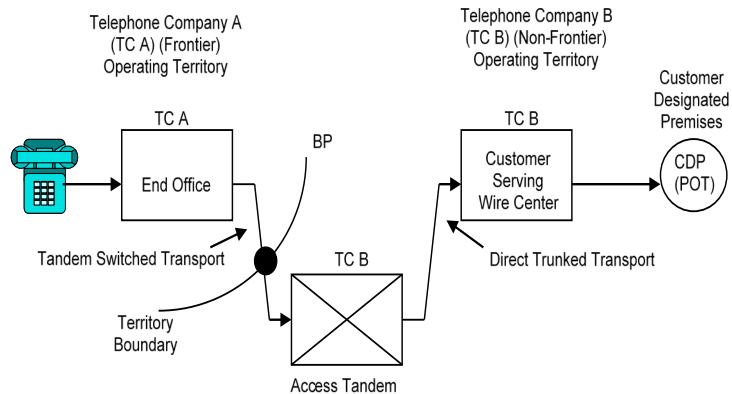 Telephone Company A
(TC A) (Frontier)
Operating Territory
Telephone Company B
(TC B) (Non-Frontier)
Operating Territory
Customer
Designated
Premises
TC A
End Office
BP
TC B
Customer
Serving
Wire Center
CDP
(POT)
Tandem Switched Transport
TC B
Direct Trunked Transport
Territory
Boundary
Access Tandem